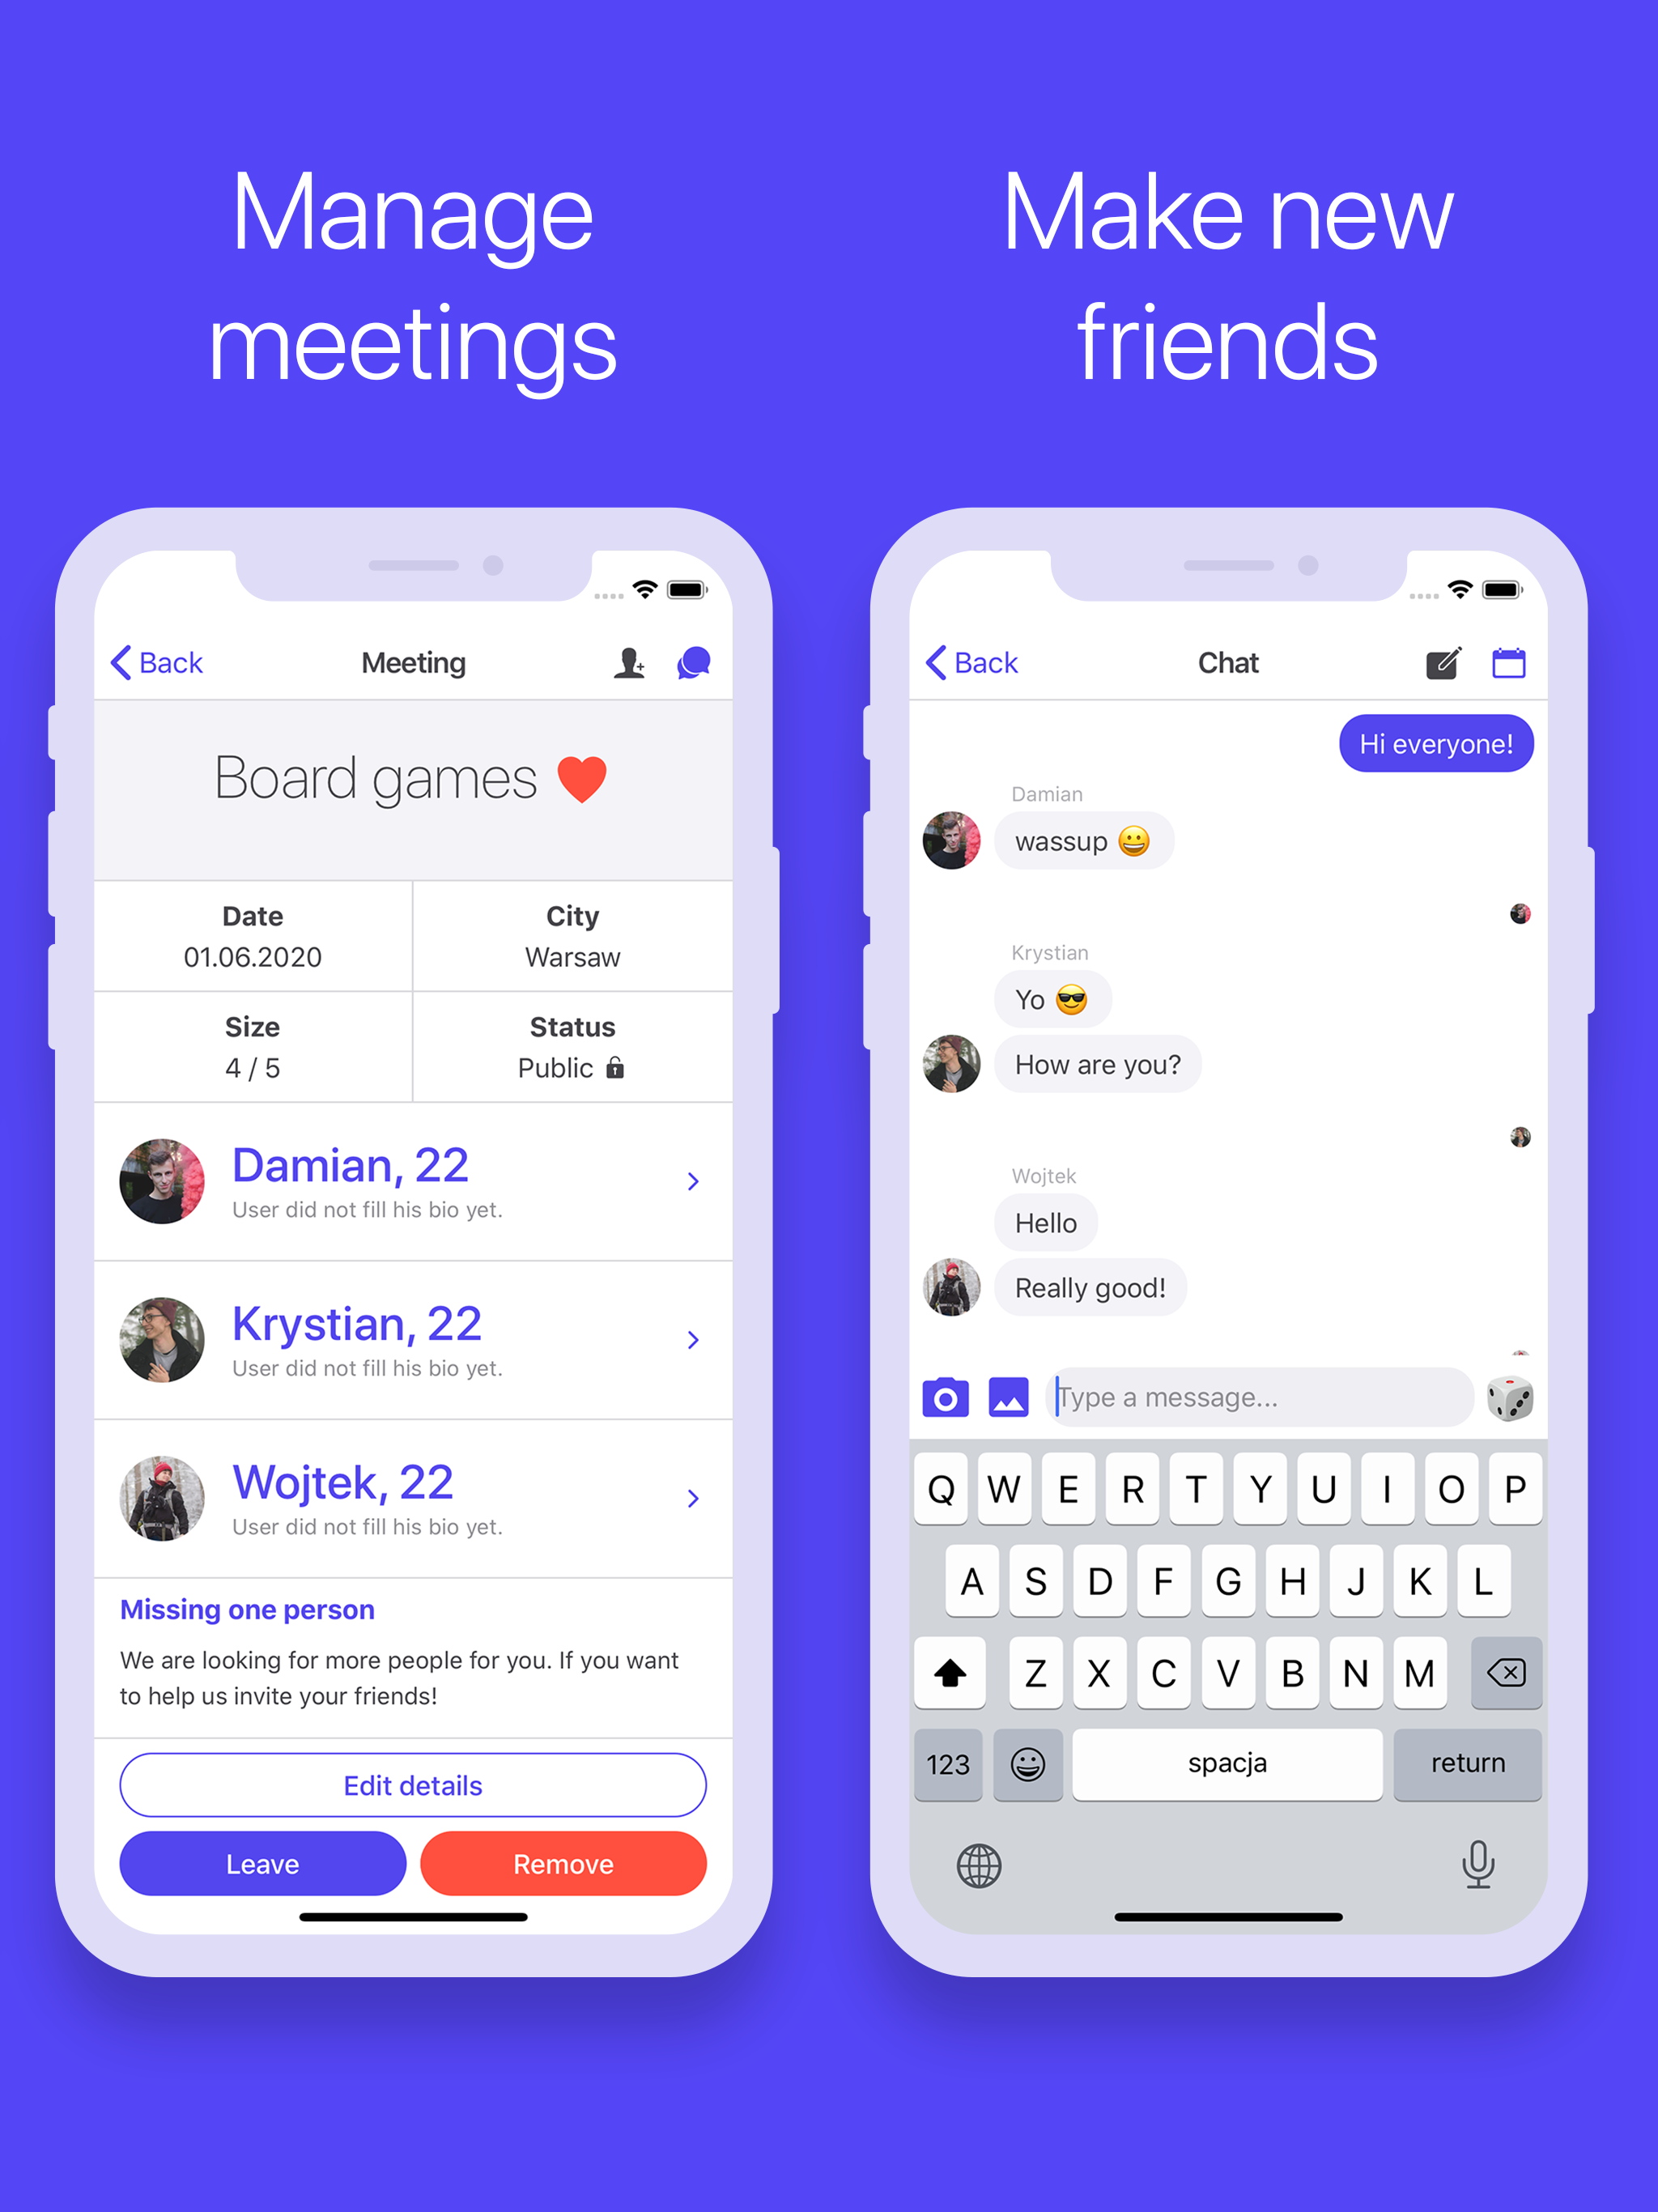 Manage
meetings
Back
Meeting
Board games ❤️
Date
01.06.2020
City
Warsaw
Size
4 / 5
Status
Public
Damian, 22
User did not fill his bio yet.
Krystian, 22
User did not fill his bio yet.
Wojtek, 22
User did not fill his bio yet.
Missing one person
We are looking for more people for you. If you want
to help us invite your friends!
Edit details
Leave
Remove
Make new
friends
Back
Chat
Hi everyone!
Damian
wassup 😀
Krystian
Yo 😎
How are you?
Wojtek
Hello
Really good!
Type a message...
Q W E R T Y U I O P
A S D F G H J K L
Z X C V B N M
123
spacja
return